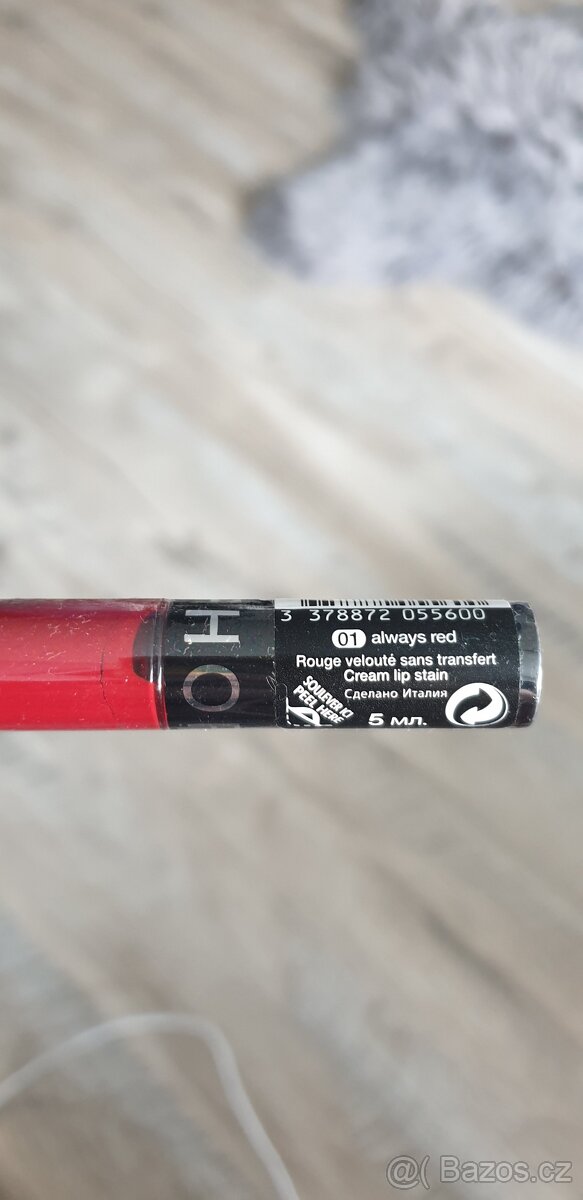 3 378872 055600
01 always red
Rouge velouté sans transfert
Cream lip stain
Сделано Италия
SOULEVER ICI
PEEL HERE
5 мл.
OH
@( Bazos.cz